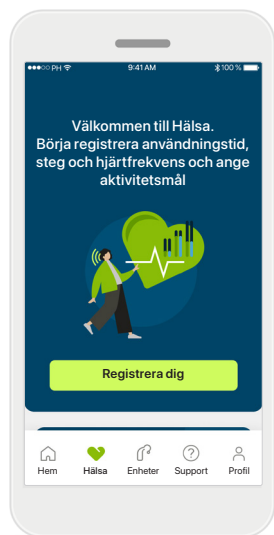 ●●●○○ PH 9:41 AM 100 %
Välkommen till Hälsa.
Börja registrera användningstid,
steg och hjärtfrekvens och ange
aktivitetsmål
Registrera dig
Hem Hälsa Enheter Support Profil